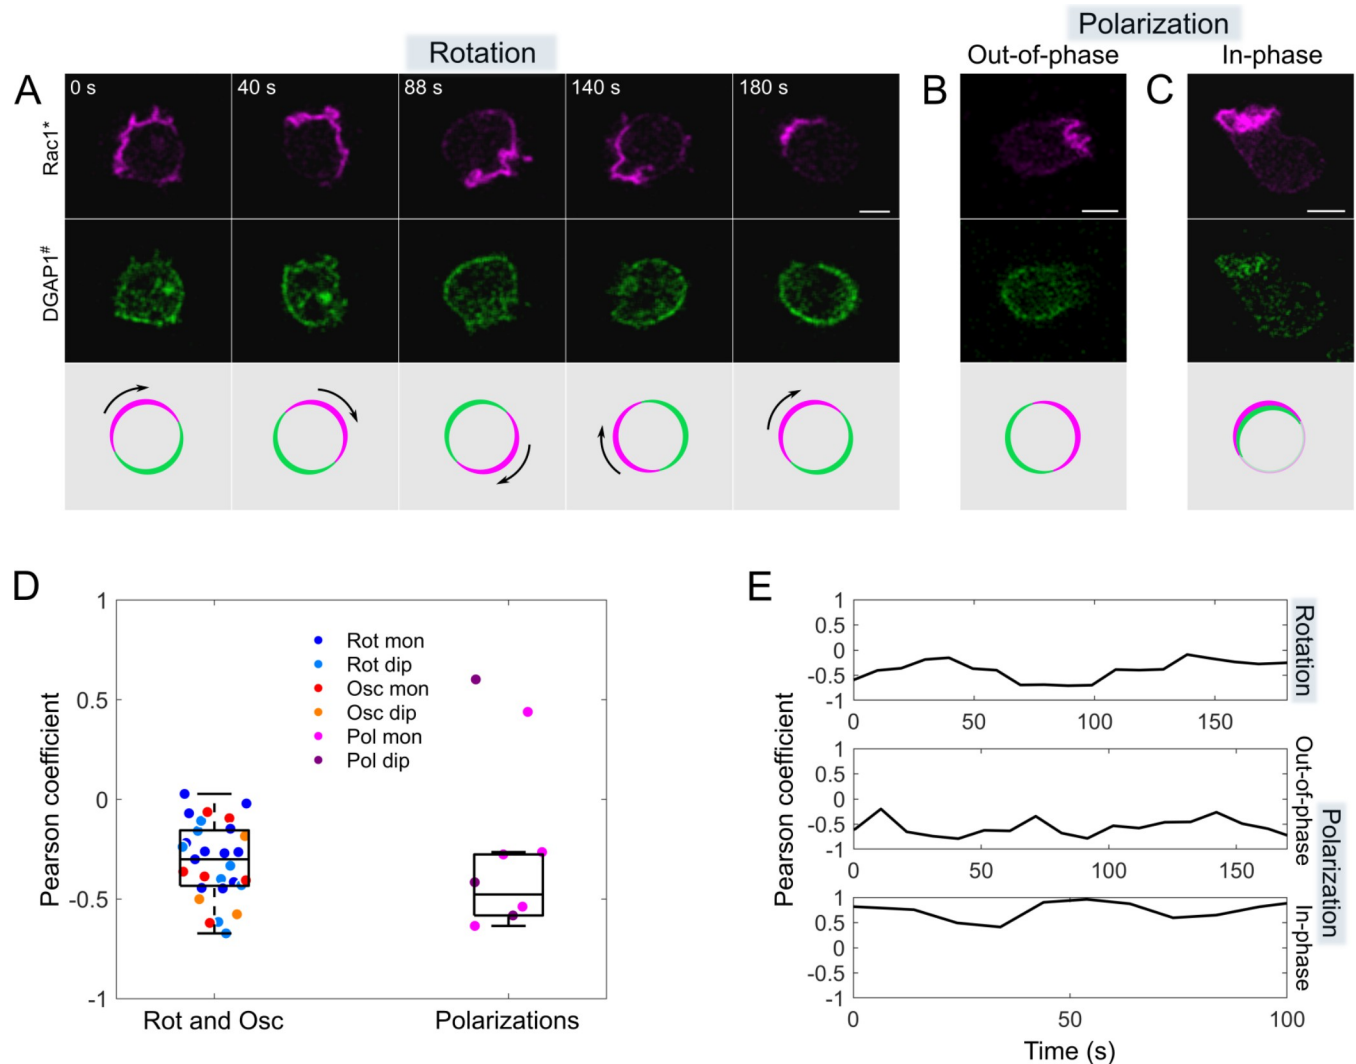 Rotation
Polarization
Out-of-phase
In-phase
A
0 s
40 s
88 s
140 s
180 s
B
C
Rac1*
DGAP1#
D
Pearson coefficient
1
0.5
0
-0.5
-1
Rot mon
Rot dip
Osc mon
Osc dip
Pol mon
Pol dip
Rot and Osc
Polarizations
E
Pearson coefficient
1
0.5
0
-0.5
-1
0
50
100
150
Rotation
1
0.5
0
-0.5
-1
0
50
100
150
Out-of-phase
1
0.5
0
-0.5
-1
0
50
100
In-phase
Polarization
Time (s)